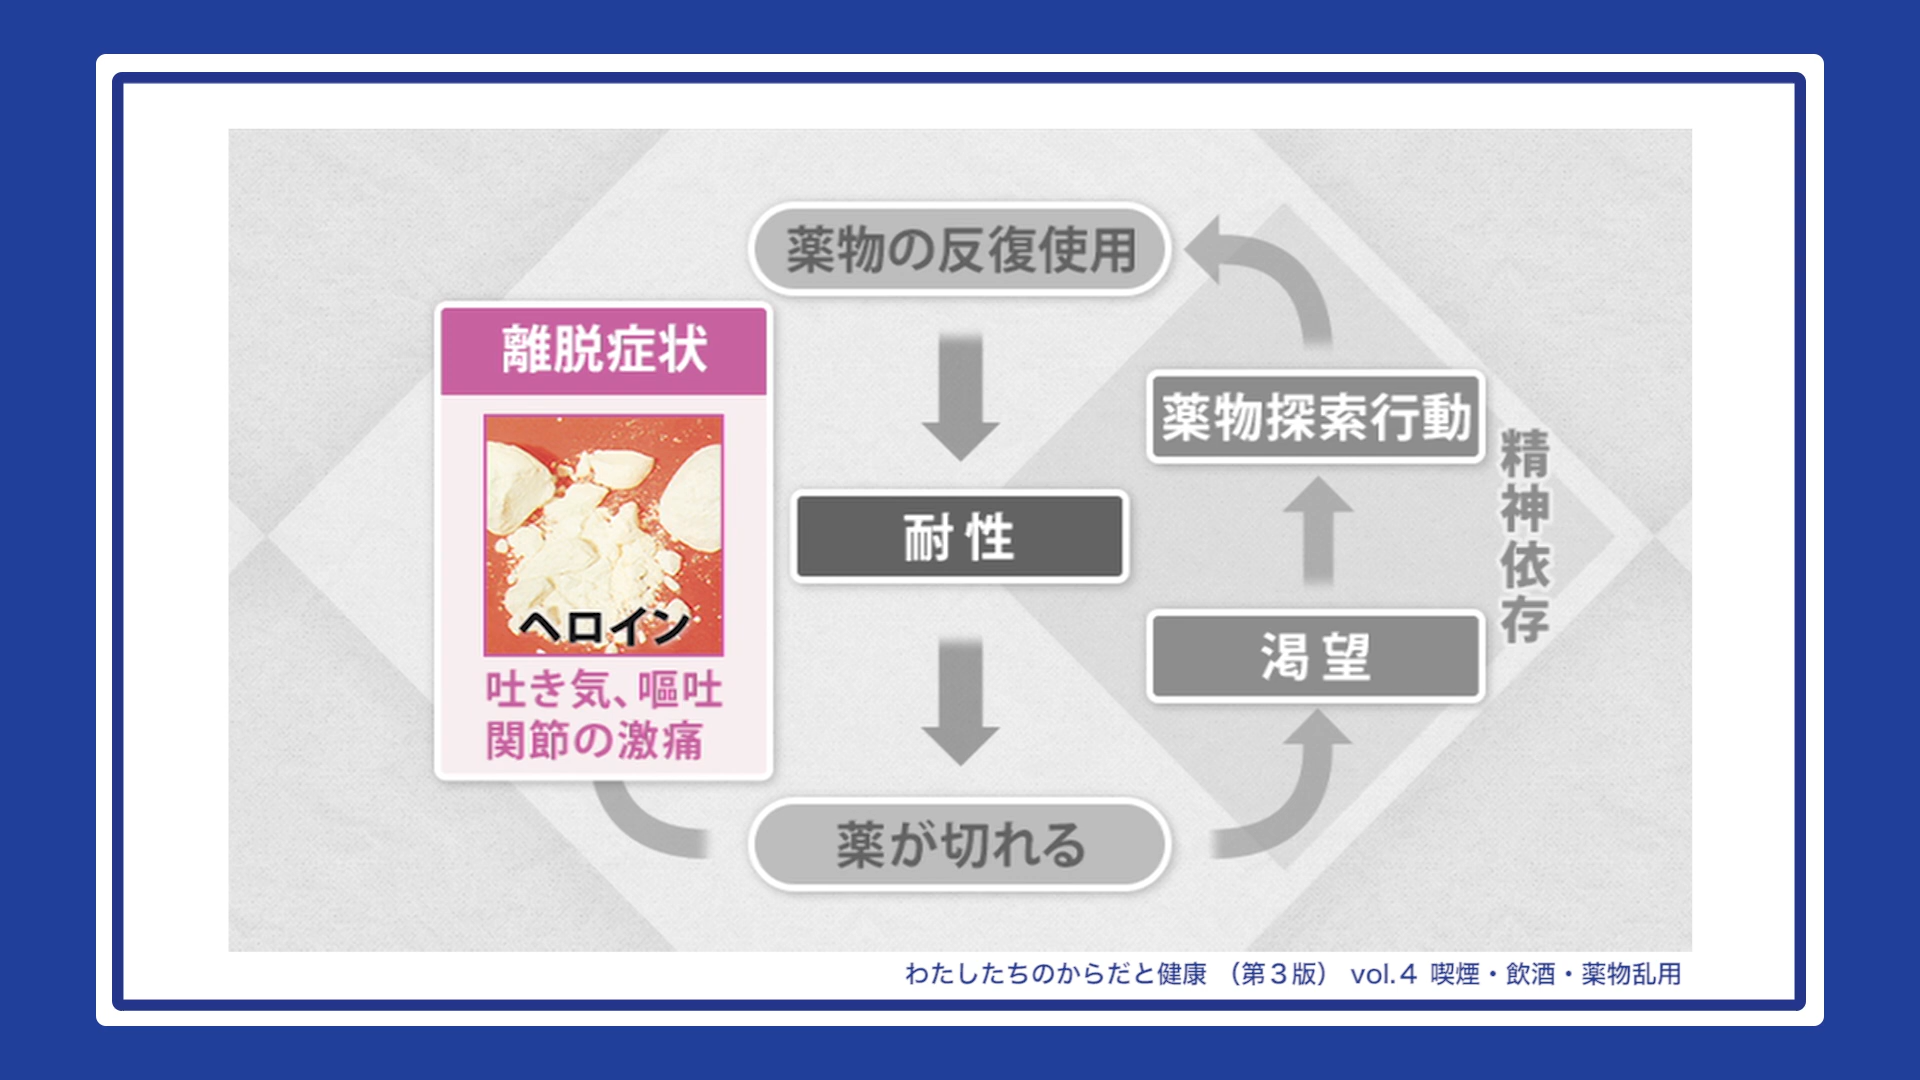 薬物の反復使用
離脱症状
ヘロイン
吐き気、嘔吐
関節の激痛
耐性
薬が切れる
薬物探索行動
渇望
精神依存
わたしたちのからだと健康 （第３版） vol.４ 喫煙・飲酒・薬物乱用